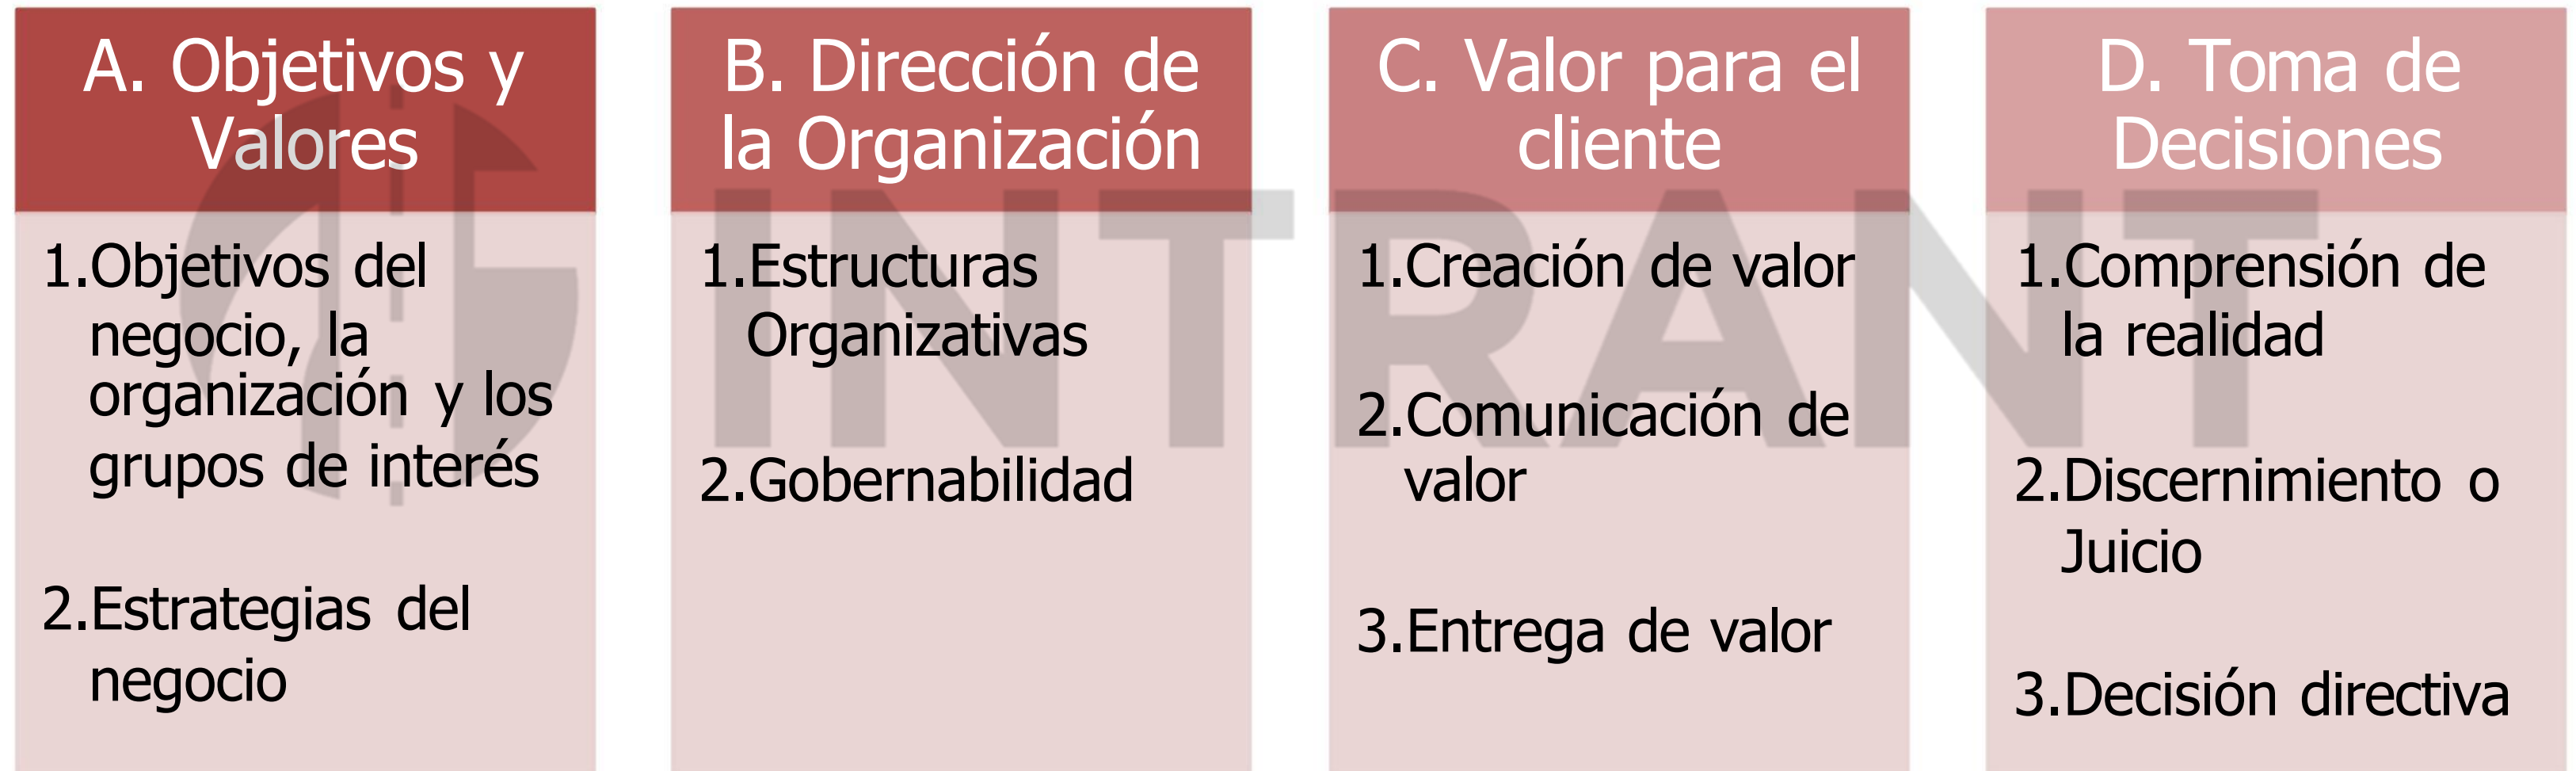 A. Objetivos y
Valores
1.Objetivos del
negocio, la
organización y los
grupos de interés
2.Estrategias del
negocio
B. Dirección de
la Organización
1.Estructuras
Organizativas
2.Gobernabilidad
C. Valor para el
cliente
1.Creación de valor
2.Comunicación de
valor
3.Entrega de valor
D. Toma de
Decisiones
1.Comprensión de
la realidad
2.Discernimiento o
Juicio
3.Decisión directiva
INTRANT